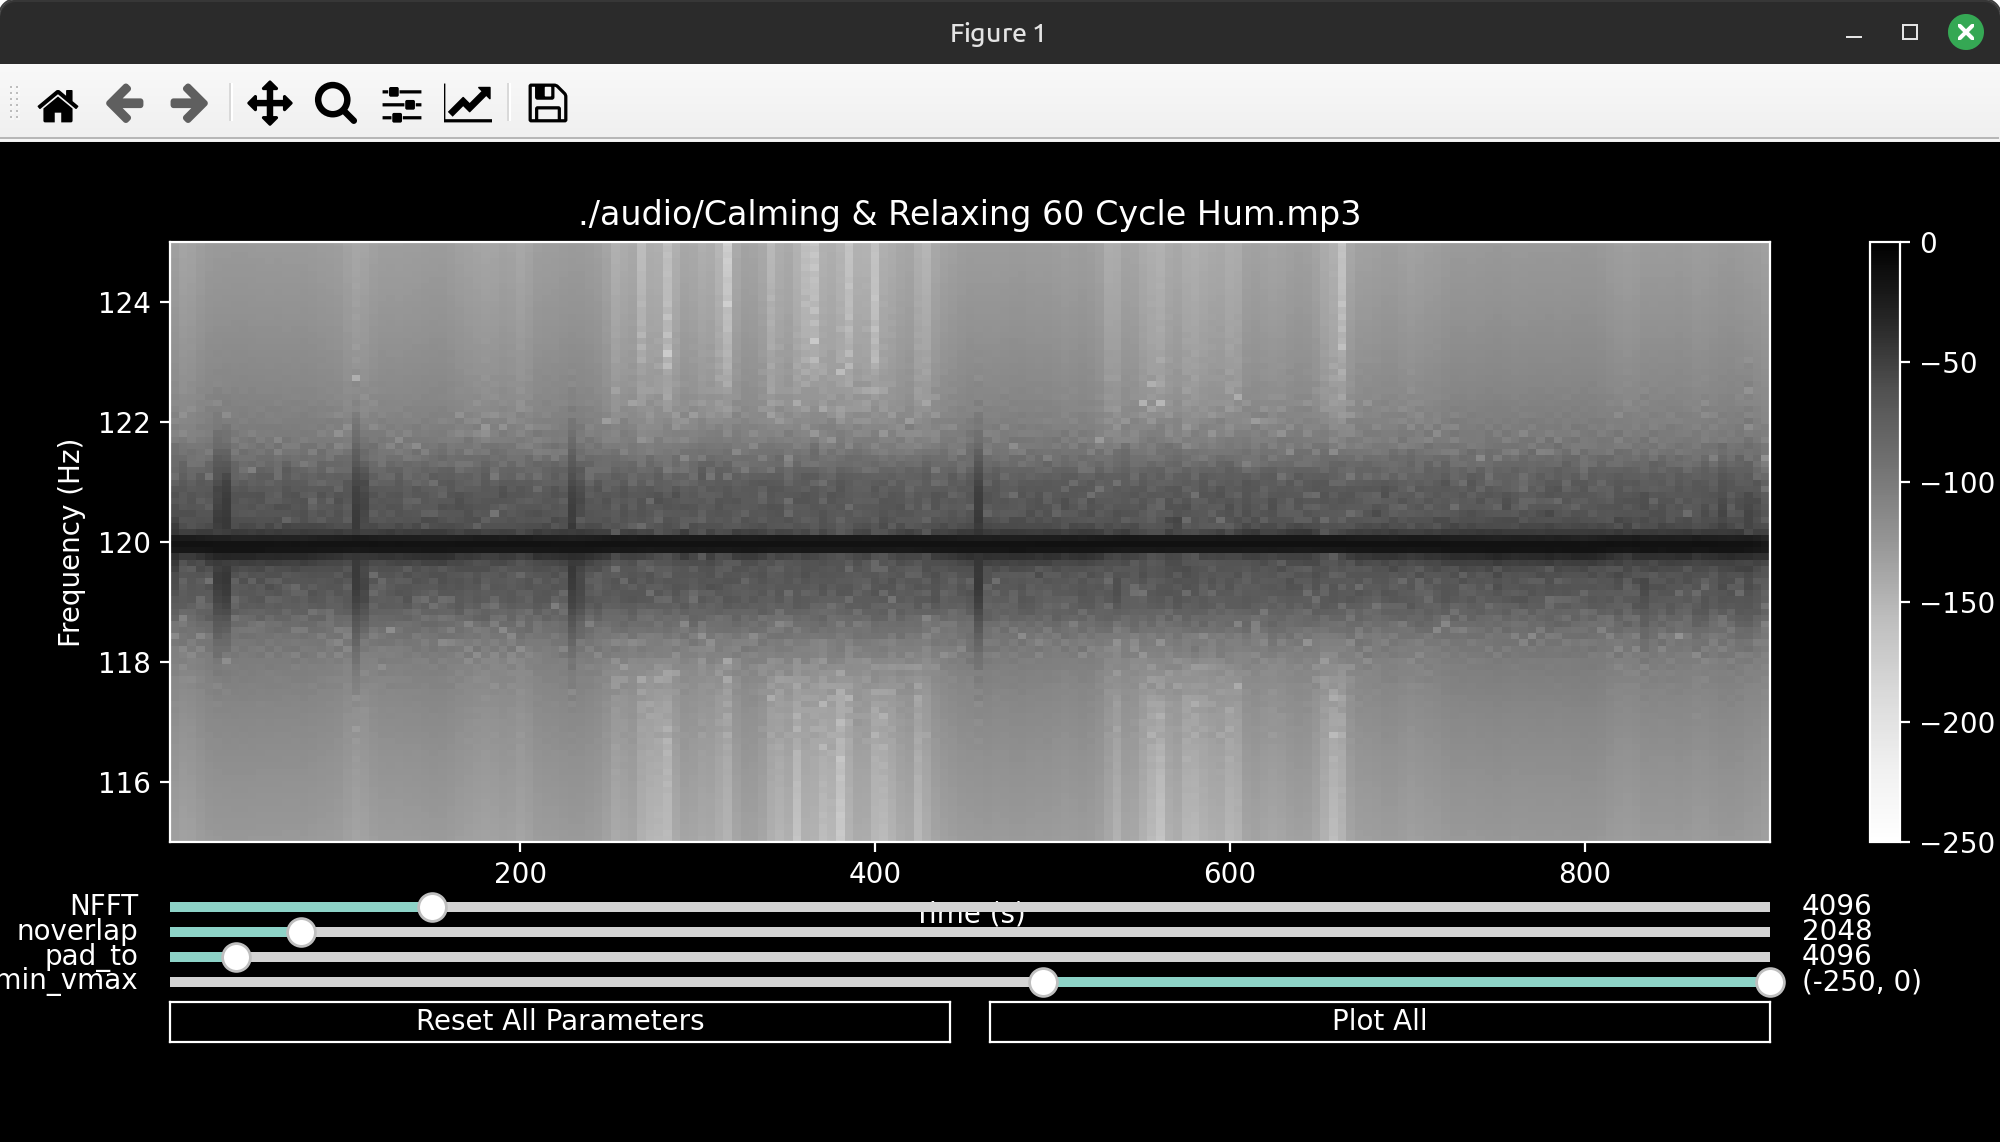 Figure 1
./audio/Calming & Relaxing 60 Cycle Hum.mp3
Frequency (Hz)
124
122
120
118
116
200 400 600 800
Time (s)
0
−50
−100
−150
−200
−250
NFFT 4096
noverlap 2048
pad_to 4096
min_vmax (-250, 0)
Reset All Parameters
Plot All